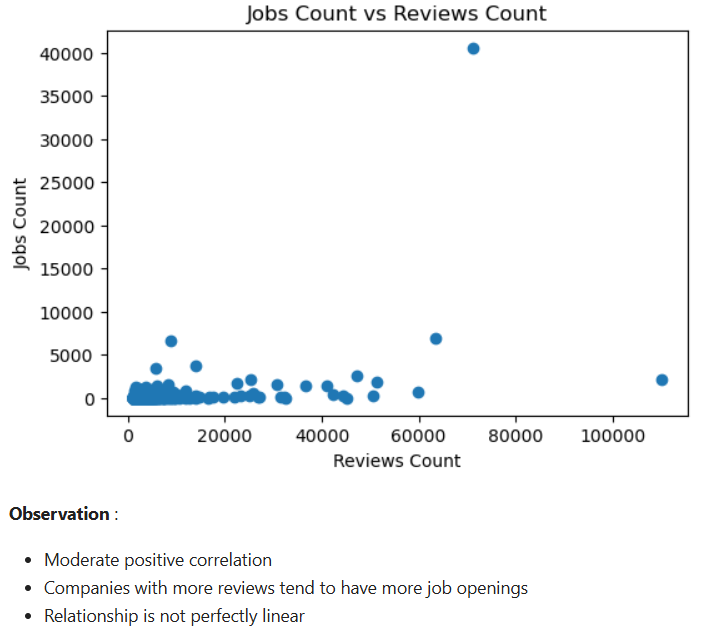 Jobs Count vs Reviews Count
40000
35000
30000
25000
20000
15000
10000
5000
0
Jobs Count
0 20000 40000 60000 80000 100000
Reviews Count
Observation :
• Moderate positive correlation
• Companies with more reviews tend to have more job openings
• Relationship is not perfectly linear